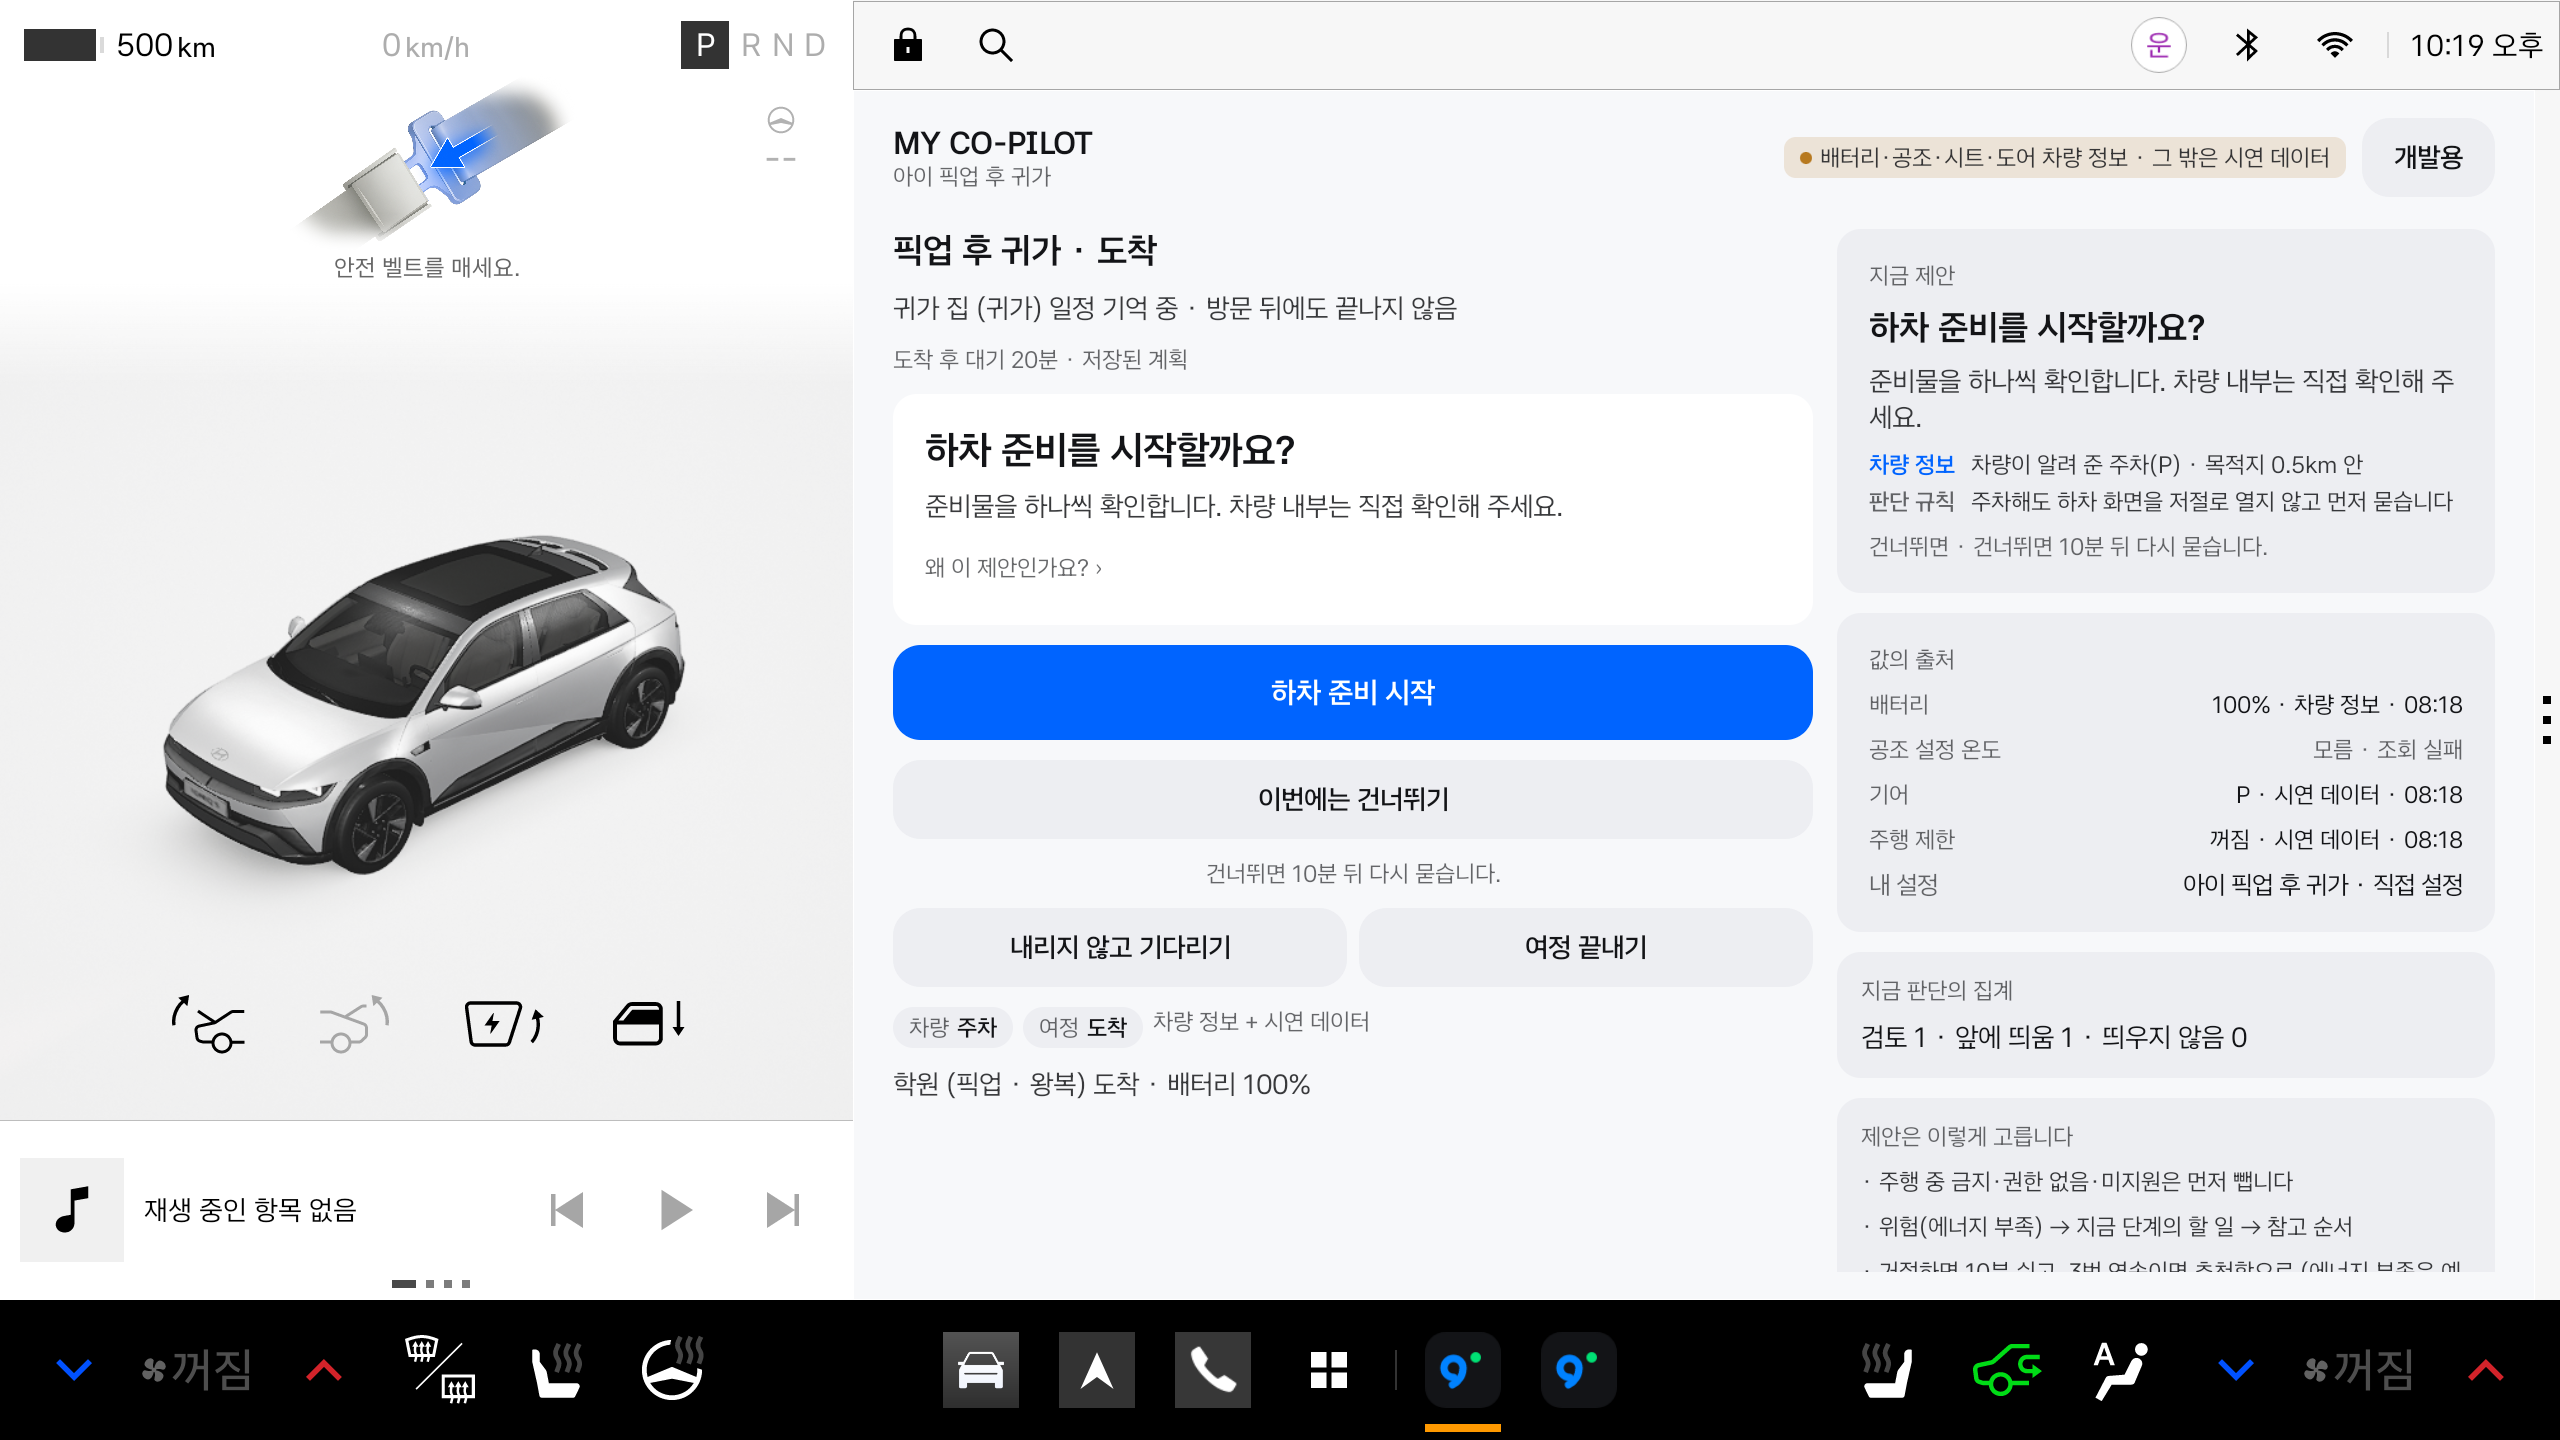 500 km
0 km/h
P R N D
안전 벨트를 매세요.
재생 중인 항목 없음
운
10:19 오후
MY CO-PILOT
아이 픽업 후 귀가
배터리·공조·시트·도어 차량 정보 · 그 밖은 시연 데이터
개발용
픽업 후 귀가 · 도착
귀가 집 (귀가) 일정 기억 중 · 방문 뒤에도 끝나지 않음
도착 후 대기 20분 · 저장된 계획
하차 준비를 시작할까요?
준비물을 하나씩 확인합니다. 차량 내부는 직접 확인해 주세요.
왜 이 제안인가요? ›
하차 준비 시작
이번에는 건너뛰기
건너뛰면 10분 뒤 다시 묻습니다.
내리지 않고 기다리기
여정 끝내기
차량 주차
여정 도착
차량 정보 + 시연 데이터
학원 (픽업 · 왕복) 도착 · 배터리 100%
지금 제안
하차 준비를 시작할까요?
준비물을 하나씩 확인합니다. 차량 내부는 직접 확인해 주
세요.
차량 정보 차량이 알려 준 주차(P) · 목적지 0.5km 안
판단 규칙 주차해도 하차 화면을 저절로 열지 않고 먼저 묻습니다
건너뛰면 · 건너뛰면 10분 뒤 다시 묻습니다.
값의 출처
배터리 100% · 차량 정보 · 08:18
공조 설정 온도 모름 · 조회 실패
기어 P · 시연 데이터 · 08:18
주행 제한 꺼짐 · 시연 데이터 · 08:18
내 설정 아이 픽업 후 귀가 · 직접 설정
지금 판단의 집계
검토 1 · 앞에 띄움 1 · 띄우지 않음 0
제안은 이렇게 고릅니다
· 주행 중 금지·권한 없음·미지원은 먼저 뺍니다
· 위험(에너지 부족) → 지금 단계의 할 일 → 참고 순서
꺼짐
A
꺼짐